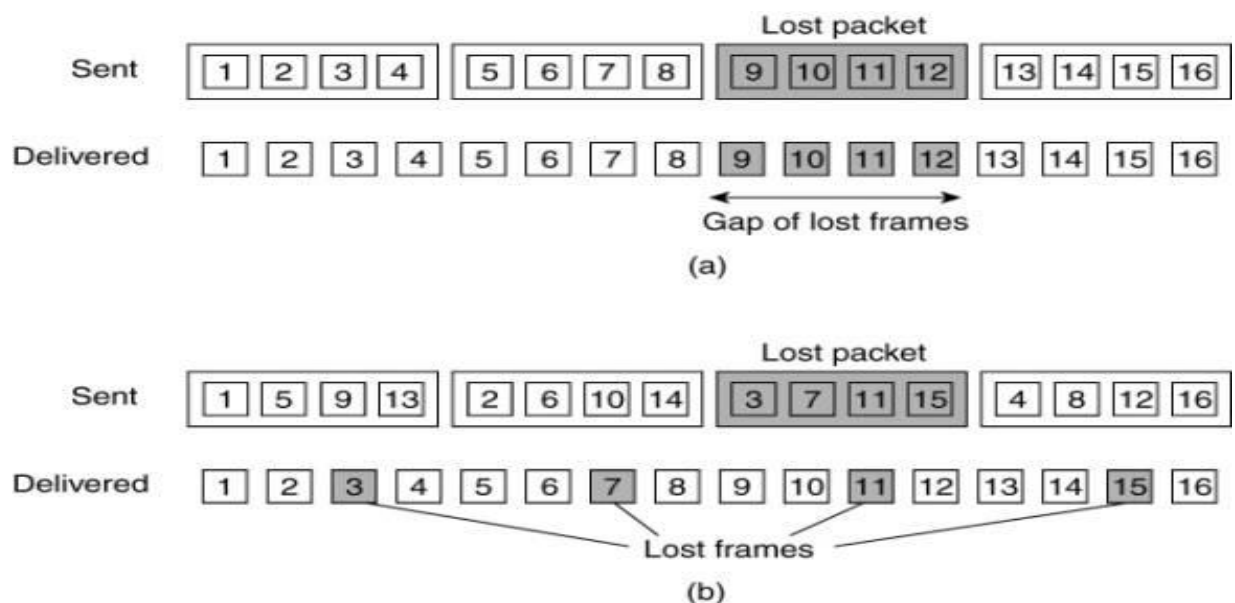 Lost packet
Sent 1 2 3 4 5 6 7 8 9 10 11 12 13 14 15 16
Delivered 1 2 3 4 5 6 7 8 9 10 11 12 13 14 15 16
Gap of lost frames
(a)
Lost packet
Sent 1 5 9 13 2 6 10 14 3 7 11 15 4 8 12 16
Delivered 1 2 3 4 5 6 7 8 9 10 11 12 13 14 15 16
Lost frames
(b)